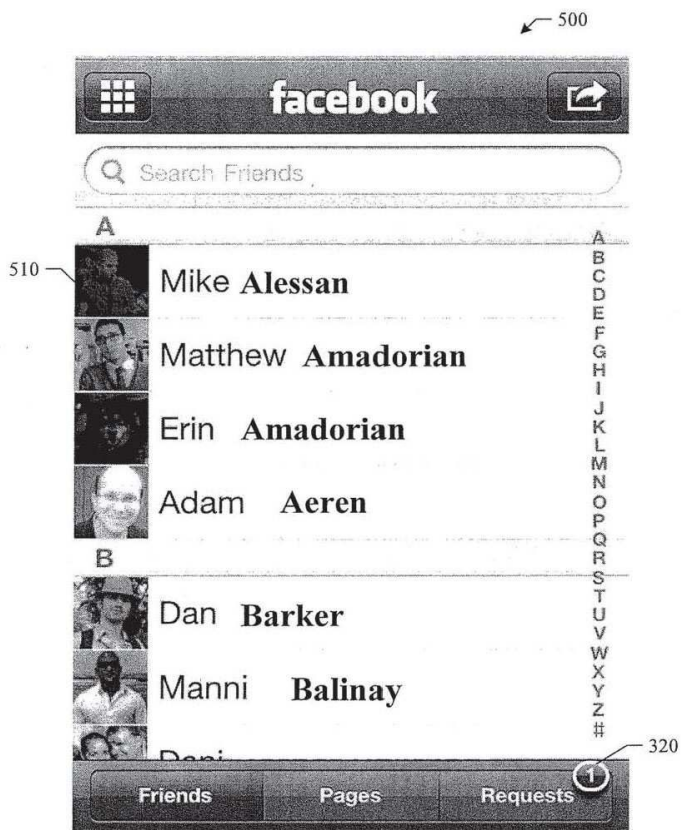 500
facebook
Search Friends
A
510
Mike Alessan
Matthew Amadorian
Erin Amadorian
Adam Aeren
B
Dan Barker
Manni Balinay
Dani
A
B
C
D
E
F
G
H
I
J
K
L
M
N
O
P
Q
R
S
T
U
V
W
X
Y
Z
#
320
1
Friends Pages Requests